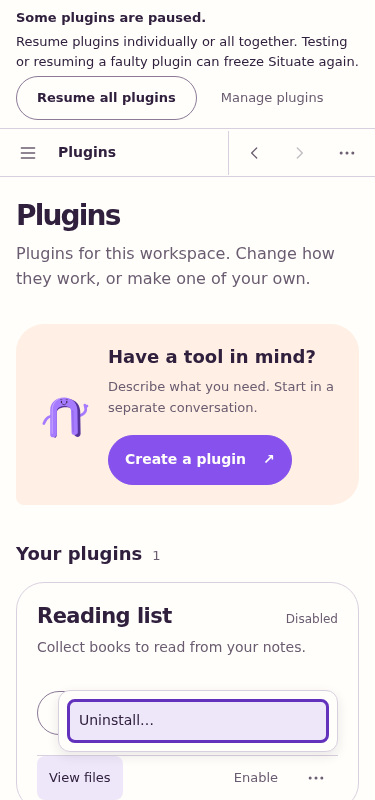 Some plugins are paused.
Resume plugins individually or all together. Testing
or resuming a faulty plugin can freeze Situate again.
Resume all plugins
Manage plugins
Plugins
Plugins
Plugins for this workspace. Change how
they work, or make one of your own.
Have a tool in mind?
Describe what you need. Start in a
separate conversation.
Create a plugin ↗
Your plugins 1
Reading list
Disabled
Collect books to read from your notes.
Uninstall…
View files
Enable